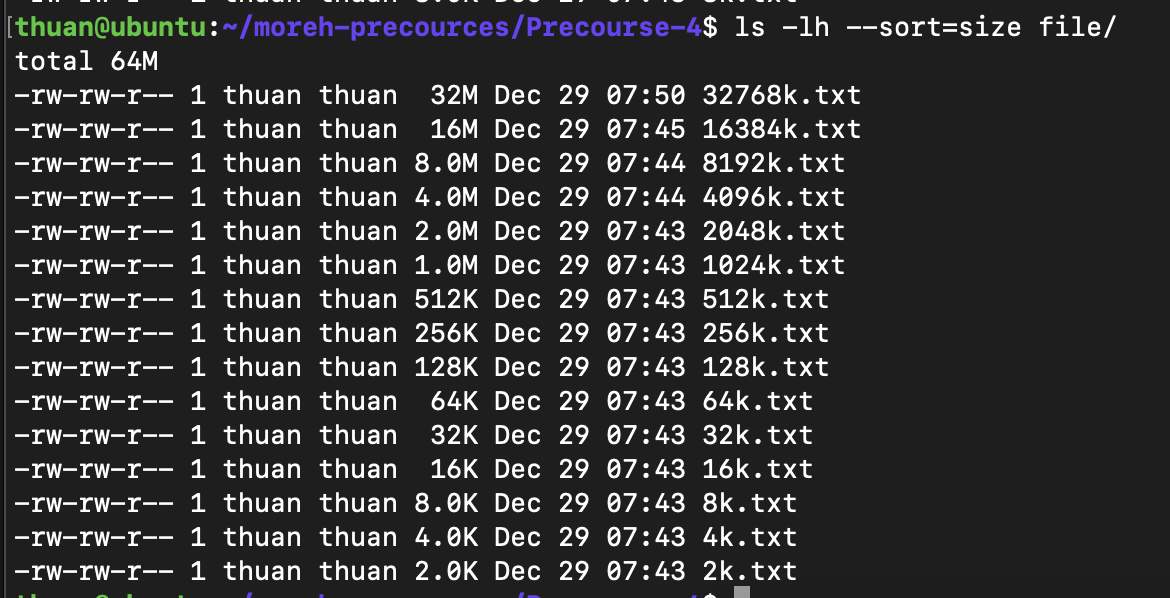 thuan@ubuntu:~/moreh-precources/Precourse-4$ ls -lh --sort=size file/
total 64M
-rw-rw-r-- 1 thuan thuan  32M Dec 29 07:50 32768k.txt
-rw-rw-r-- 1 thuan thuan  16M Dec 29 07:45 16384k.txt
-rw-rw-r-- 1 thuan thuan 8.0M Dec 29 07:44 8192k.txt
-rw-rw-r-- 1 thuan thuan 4.0M Dec 29 07:44 4096k.txt
-rw-rw-r-- 1 thuan thuan 2.0M Dec 29 07:43 2048k.txt
-rw-rw-r-- 1 thuan thuan 1.0M Dec 29 07:43 1024k.txt
-rw-rw-r-- 1 thuan thuan 512K Dec 29 07:43 512k.txt
-rw-rw-r-- 1 thuan thuan 256K Dec 29 07:43 256k.txt
-rw-rw-r-- 1 thuan thuan 128K Dec 29 07:43 128k.txt
-rw-rw-r-- 1 thuan thuan  64K Dec 29 07:43 64k.txt
-rw-rw-r-- 1 thuan thuan  32K Dec 29 07:43 32k.txt
-rw-rw-r-- 1 thuan thuan  16K Dec 29 07:43 16k.txt
-rw-rw-r-- 1 thuan thuan 8.0K Dec 29 07:43 8k.txt
-rw-rw-r-- 1 thuan thuan 4.0K Dec 29 07:43 4k.txt
-rw-rw-r-- 1 thuan thuan 2.0K Dec 29 07:43 2k.txt